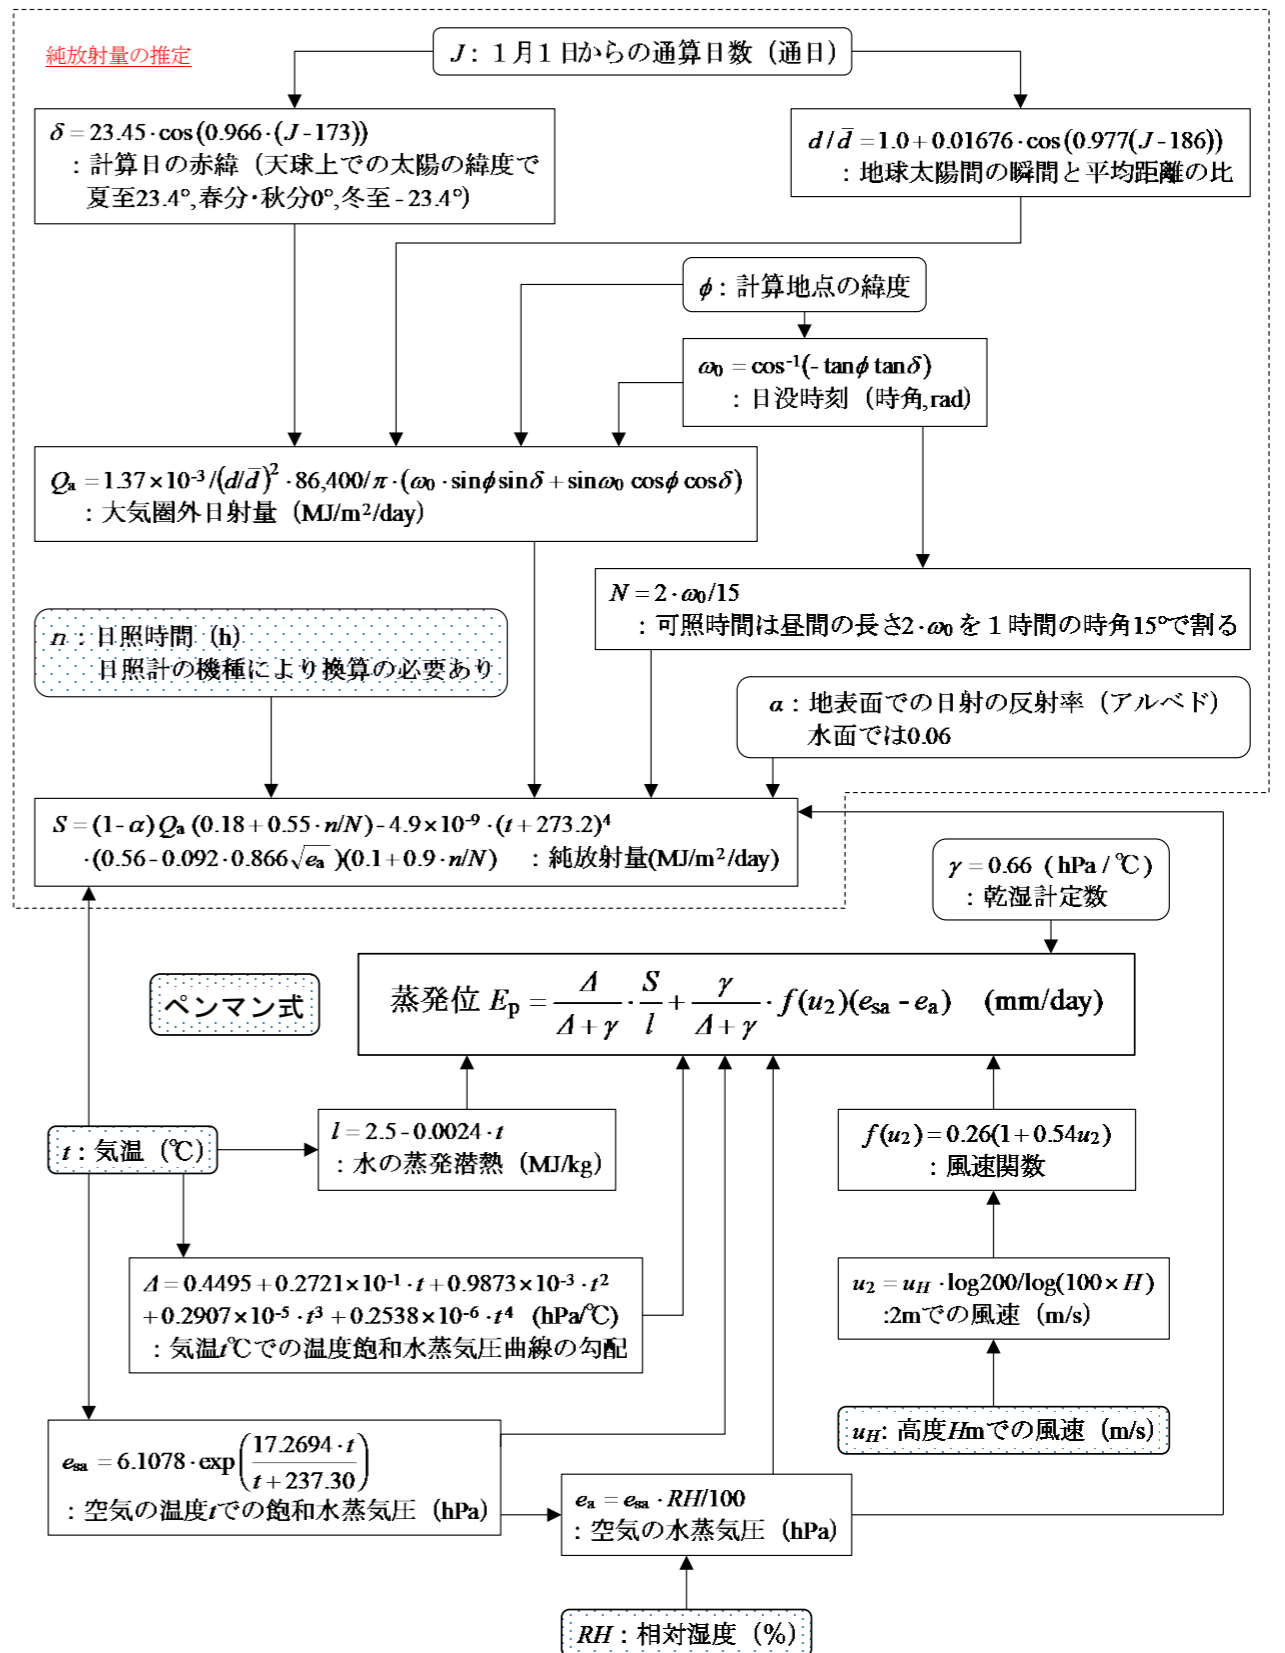 純放射量の推定
J：1月1日からの通算日数（通日）
δ = 23.45·cos(0.966·(J-173))
：計算日の赤緯（天球上での太陽の緯度で
夏至23.4°,春分・秋分0°,冬至-23.4°)
d/d̄ = 1.0+0.01676·cos(0.977(J-186))
：地球太陽間の瞬間と平均距離の比
ϕ：計算地点の緯度
ω₀ = cos⁻¹(-tanϕ tanδ)
：日没時刻（時角,rad）
Qₐ = 1.37×10⁻³/(d/d̄)²·86,400/π·(ω₀·sinϕsinδ+sinω₀ cosϕcosδ)
：大気圏外日射量（MJ/m²/day）
N = 2·ω₀/15
：可照時間は昼間の長さ2·ω₀を1時間の時角15°で割る
n：日照時間（h）
日照計の機種により換算の必要あり
α：地表面での日射の反射率（アルベド）
水面では0.06
S = (1-α)Qₐ(0.18+0.55·n/N)-4.9×10⁻⁹·(t+273.2)⁴
·(0.56-0.092·0.866√eₐ)(0.1+0.9·n/N)　：純放射量(MJ/m²/day)
γ = 0.66（hPa/℃）
：乾湿計定数
ペンマン式
蒸発位 Eₚ = Δ/(Δ+γ)·S/l + γ/(Δ+γ)·f(u₂)(eₛₐ-eₐ)　(mm/day)
t：気温（℃）
l = 2.5-0.0024·t
：水の蒸発潜熱（MJ/kg）
f(u₂) = 0.26(1+0.54u₂)
：風速関数
Δ = 0.4495+0.2721×10⁻¹·t+0.9873×10⁻³·t²
+0.2907×10⁻⁵·t³+0.2538×10⁻⁶·t⁴（hPa/℃）
：気温t℃での温度飽和水蒸気圧曲線の勾配
u₂ = u_H·log200/log(100×H)
:2mでの風速（m/s）
u_H: 高度Hmでの風速（m/s）
eₛₐ = 6.1078·exp(17.2694·t/(t+237.30))
：空気の温度tでの飽和水蒸気圧（hPa）
eₐ = eₛₐ·RH/100
：空気の水蒸気圧（hPa）
RH：相対湿度（%）